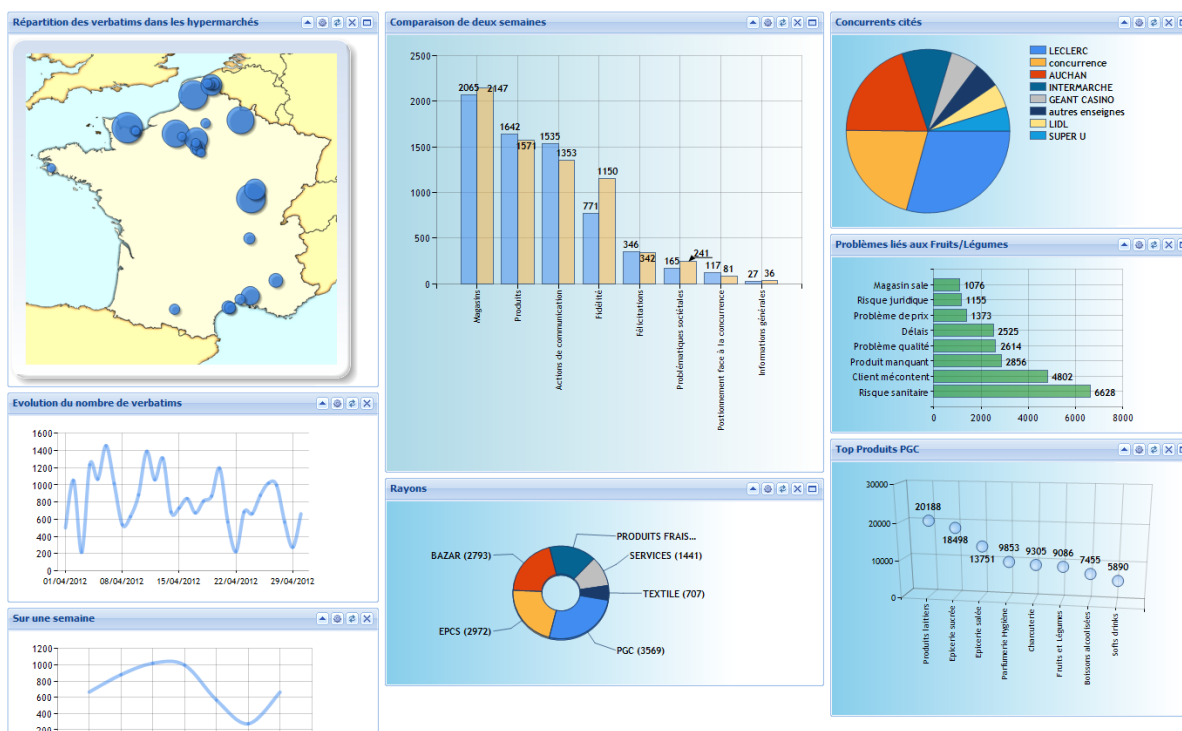 Répartition des verbatims dans les hypermarchés
Evolution du nombre de verbatims
1600
1400
1200
1000
800
600
400
200
0
01/04/2012 08/04/2012 15/04/2012 22/04/2012 29/04/2012
Sur une semaine
1200
1000
800
600
400
200
Comparaison de deux semaines
2500
2000
1500
1000
500
0
2065 2147
1642 1571
1535 1353
771 1150
346 342
165 241
117 81
27 36
Magasins
Produits
Actions de communication
Fidélité
Félicitations
Problématiques sociétales
Positionnement face à la concurrence
Informations générales
Rayons
PRODUITS FRAIS...
BAZAR (2793)
SERVICES (1441)
TEXTILE (707)
EPCS (2972)
PGC (3569)
Concurrents cités
LECLERC
concurrence
AUCHAN
INTERMARCHE
GEANT CASINO
autres enseignes
LIDL
SUPER U
Problèmes liés aux Fruits/Légumes
Magasin sale 1076
Risque juridique 1155
Problème de prix 1373
Délais 2525
Problème qualité 2614
Produit manquant 2856
Client mécontent 4802
Risque sanitaire 6628
0 2000 4000 6000 8000
Top Produits PGC
30000
20000
10000
0
20188
18498
13751
9853
9305
9086
7455
5890
Produits laitiers
Epicerie sucrée
Epicerie salée
Parfumerie Hygiène
Charcuterie
Fruits et Légumes
Boissons alcoolisées
Softs drinks